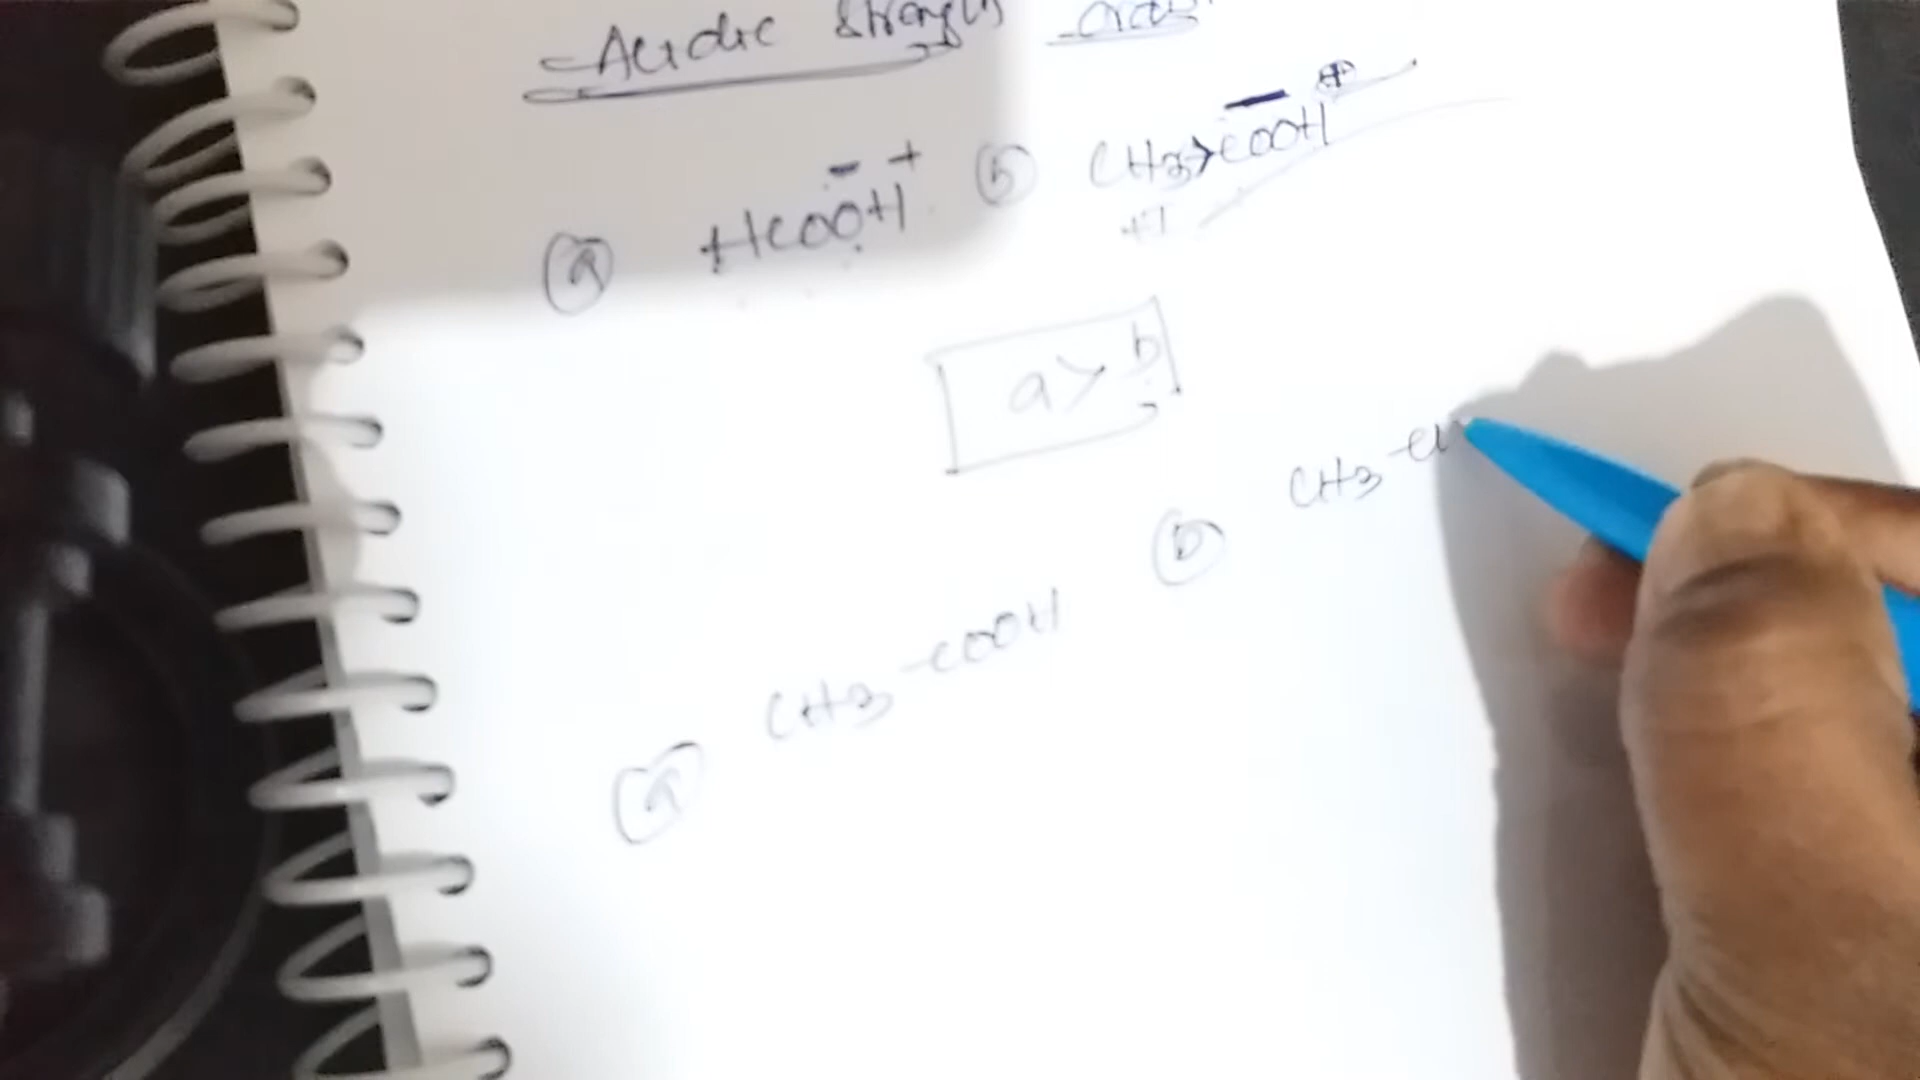 Acidic strength
ⓐ HCOOH - + ⓑ CH3>COOH - ⊕
+I
a > b
ⓐ CH3-COOH ⓑ CH3-